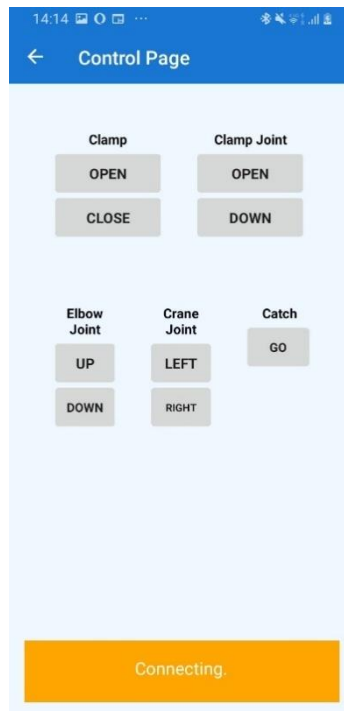 14:14
Control Page
Clamp
Clamp Joint
OPEN
OPEN
CLOSE
DOWN
Elbow
Joint
Crane
Joint
Catch
UP
LEFT
GO
DOWN
RIGHT
Connecting.